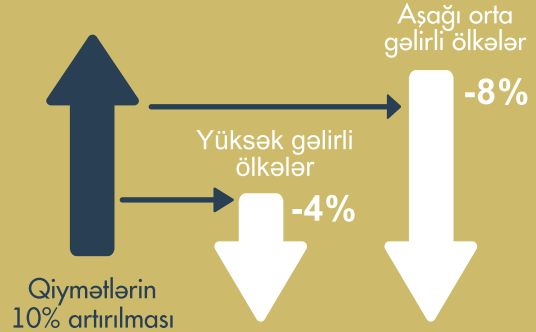 Aşağı orta
gəlirli ölkələr
-8%
Yüksək gəlirli
ölkələr
-4%
Qiymətlərin
10% artırılması